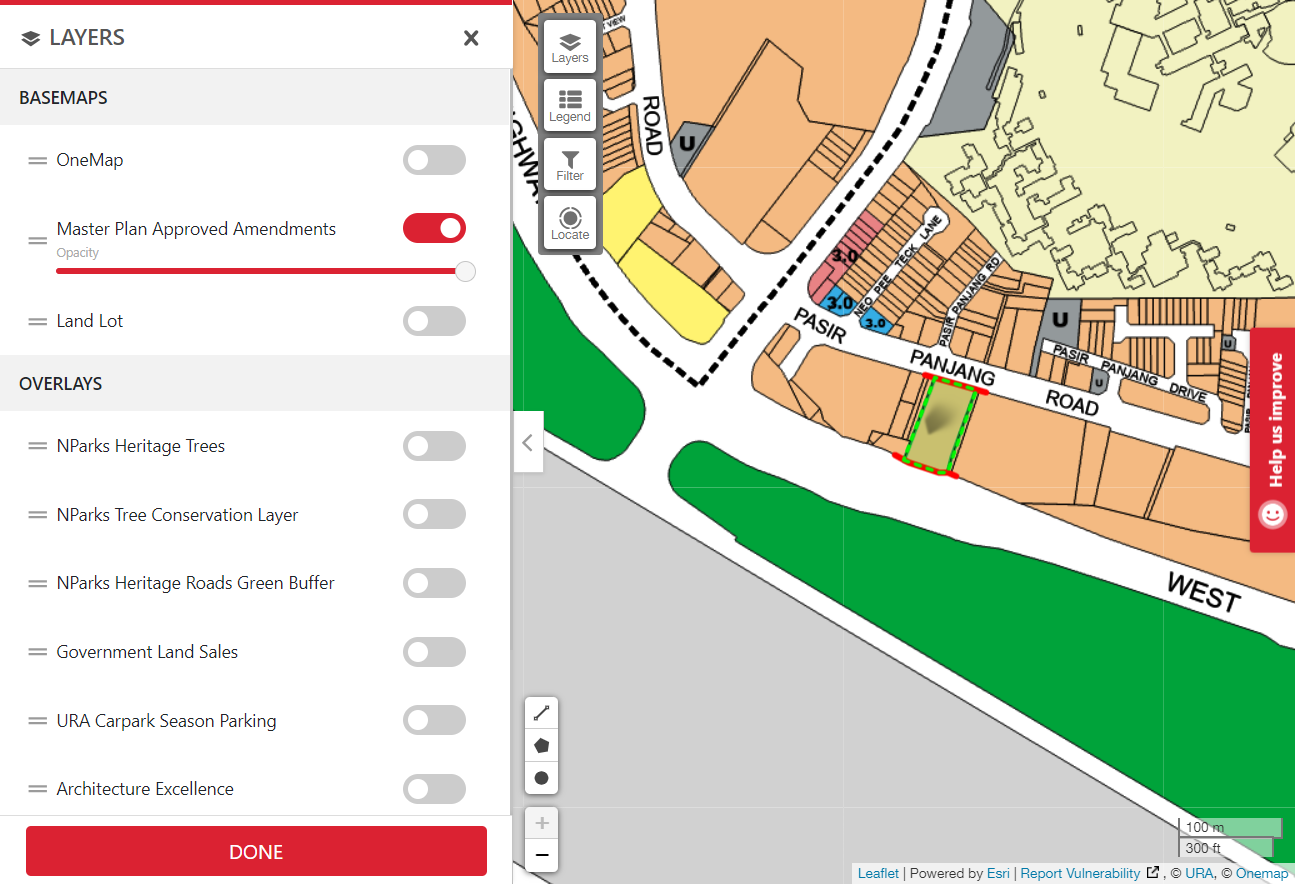 LAYERS
BASEMAPS
OneMap
Master Plan Approved Amendments
Opacity
Land Lot
OVERLAYS
NParks Heritage Trees
NParks Tree Conservation Layer
NParks Heritage Roads Green Buffer
Government Land Sales
URA Carpark Season Parking
Architecture Excellence
DONE
Layers
Legend
Filter
Locate
VIEW
ROAD
U
3.0
3.0
3.0
NEO PEE TECK LANE
PASIR PANJANG RD
PASIR PANJANG ROAD
U
PASIR PANJANG DRIVE
U
U
PASIR
WEST
Help us improve
100 m
300 ft
Leaflet | Powered by Esri | Report Vulnerability , © URA, © Onemap